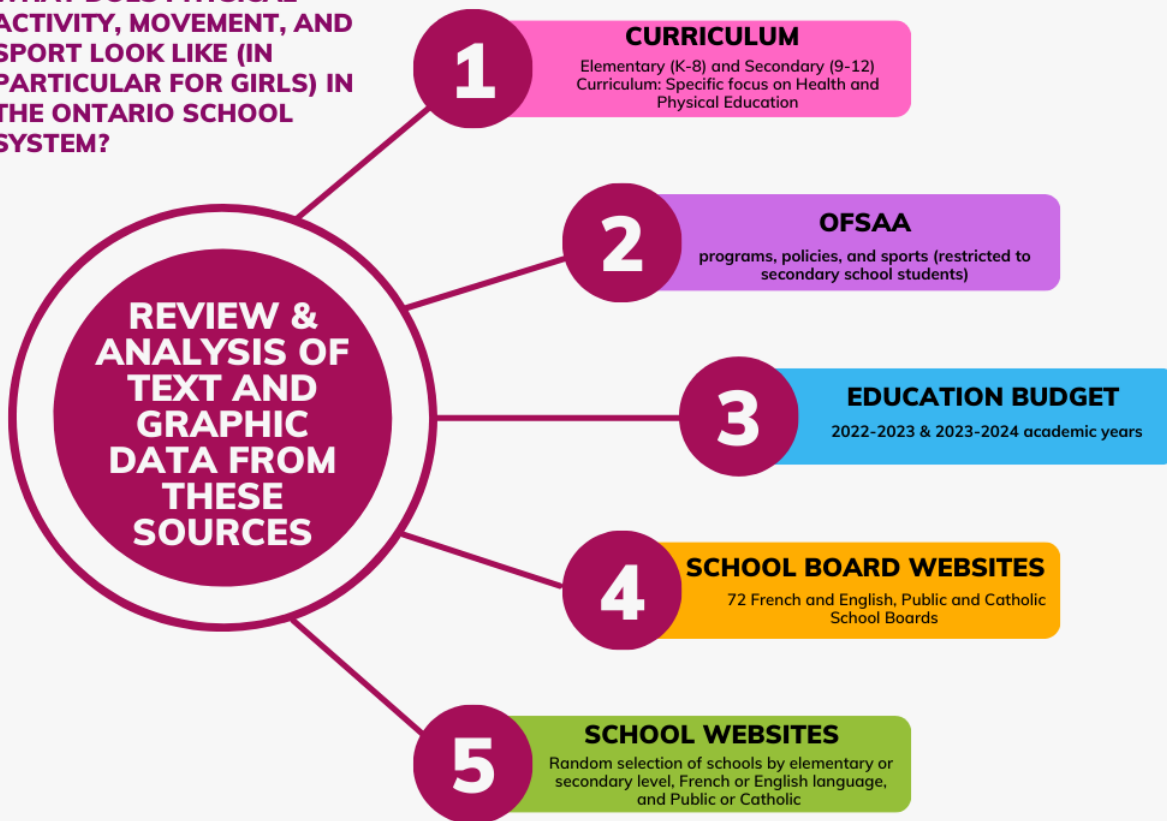 WHAT DOES PHYSICAL
ACTIVITY, MOVEMENT, AND
SPORT LOOK LIKE (IN
PARTICULAR FOR GIRLS) IN
THE ONTARIO SCHOOL
SYSTEM?
REVIEW &
ANALYSIS OF
TEXT AND
GRAPHIC
DATA FROM
THESE
SOURCES
1
CURRICULUM
Elementary (K-8) and Secondary (9-12)
Curriculum: Specific focus on Health and
Physical Education
2
OFSAA
programs, policies, and sports (restricted to
secondary school students)
3
EDUCATION BUDGET
2022-2023 & 2023-2024 academic years
4
SCHOOL BOARD WEBSITES
72 French and English, Public and Catholic
School Boards
5
SCHOOL WEBSITES
Random selection of schools by elementary or
secondary level, French or English language,
and Public or Catholic